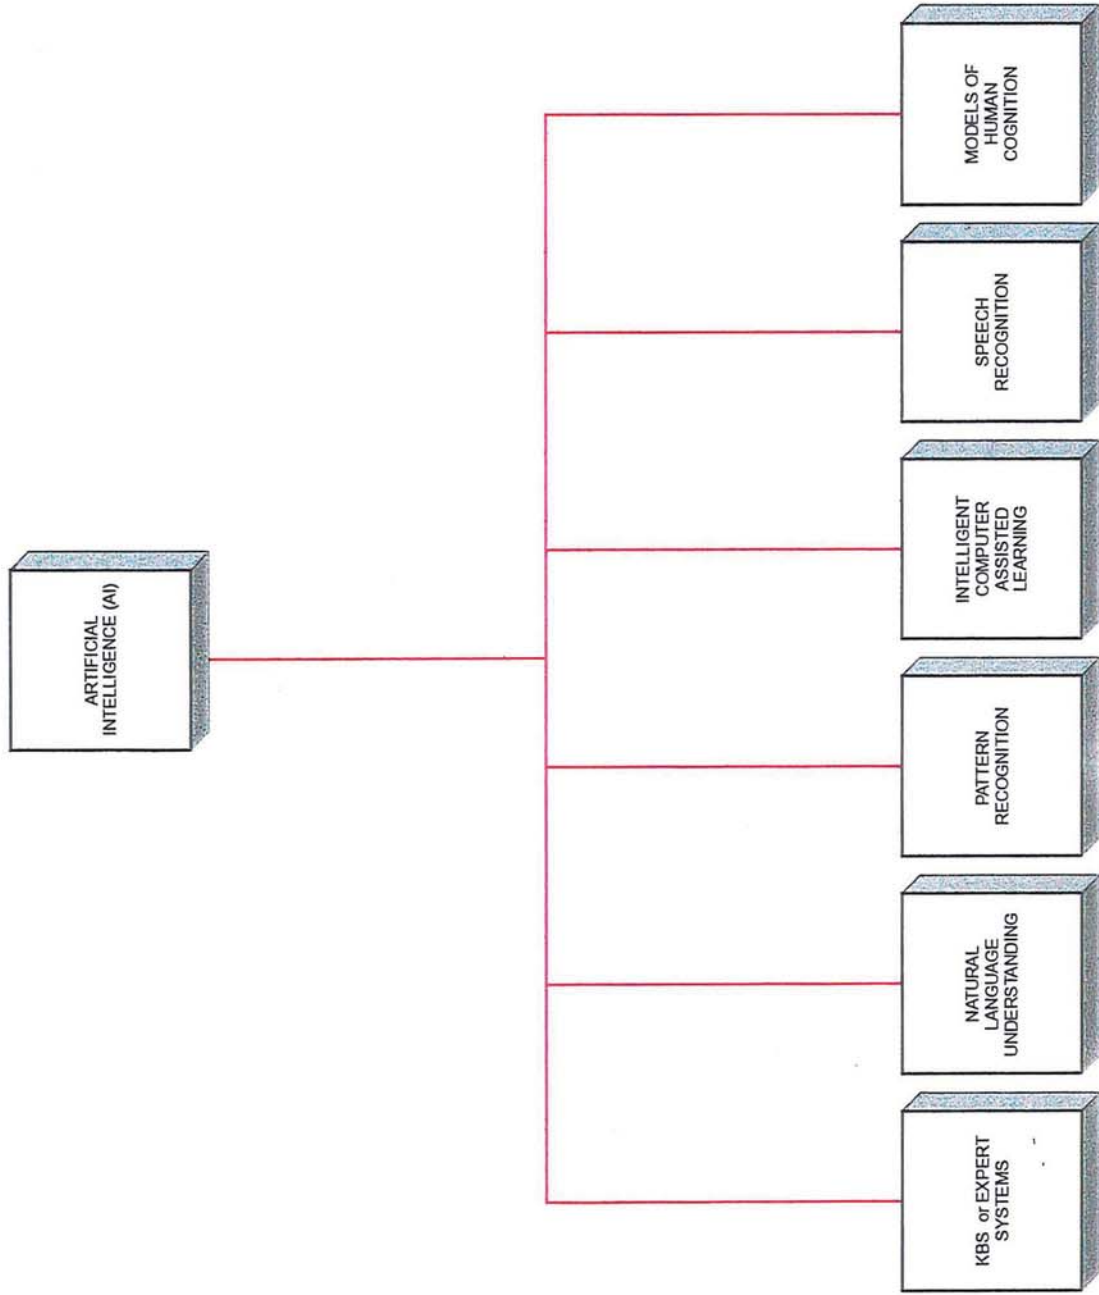 ARTIFICIAL
INTELLIGENCE (AI)
KBS or EXPERT
SYSTEMS
NATURAL
LANGUAGE
UNDERSTANDING
PATTERN
RECOGNITION
INTELLIGENT
COMPUTER
ASSISTED
LEARNING
SPEECH
RECOGNITION
MODELS OF
HUMAN
COGNITION